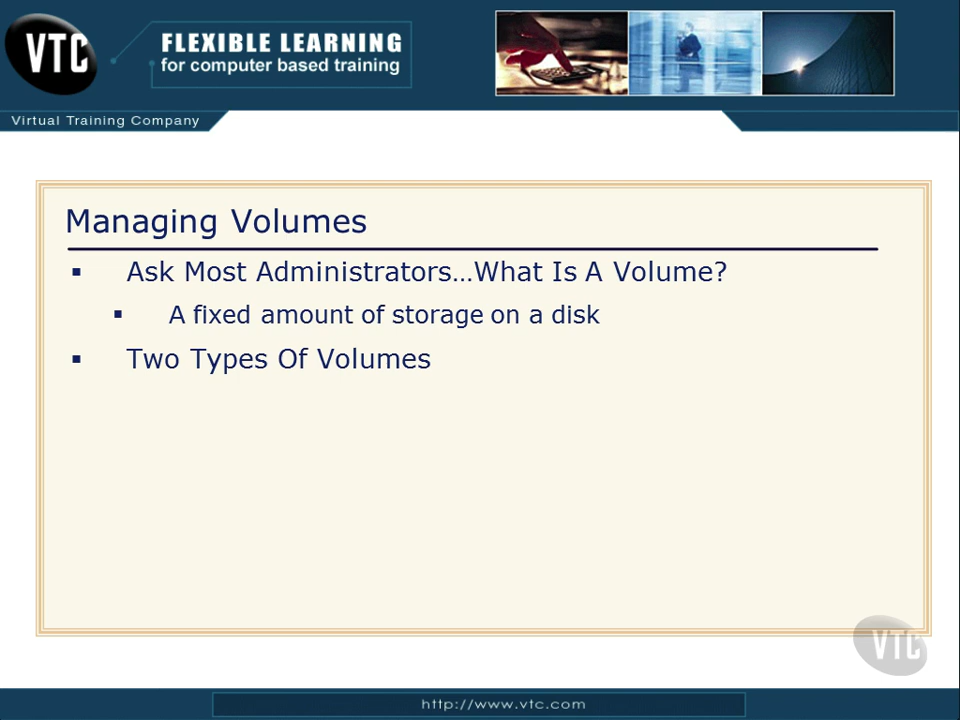 VTC
FLEXIBLE LEARNING
for computer based training
Virtual Training Company
Managing Volumes
▪ Ask Most Administrators…What Is A Volume?
▪ A fixed amount of storage on a disk
▪ Two Types Of Volumes
VTC
http://www.vtc.com